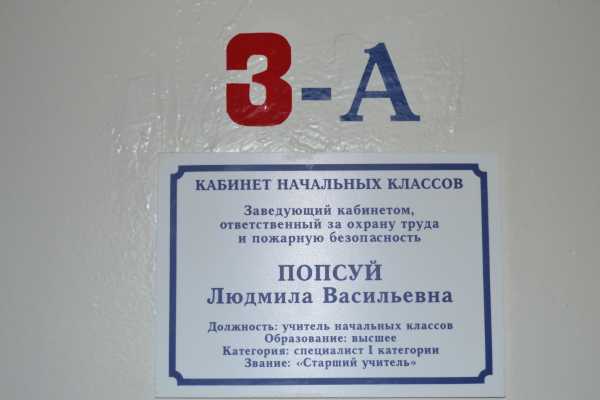 3-А
КАБИНЕТ НАЧАЛЬНЫХ КЛАССОВ
Заведующий кабинетом,
ответственный за охрану труда
и пожарную безопасность
ПОПСУЙ
Людмила Васильевна
Должность: учитель начальных классов
Образование: высшее
Категория: специалист I категории
Звание: «Старший учитель»